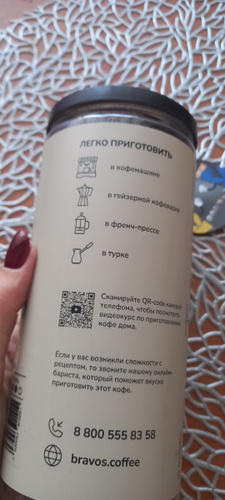 ЛЕГКО ПРИГОТОВИТЬ
в кофемашине
в гейзерной кофеварке
в френч-прессе
в турке
Сканируйте QR-code камерой
телефона, чтобы посмотреть
видеокурс по приготовлению
кофе дома.
Если у вас возникли сложности с
рецептом, то звоните нашему онлайн-
бариста, который поможет вкусно
приготовить этот кофе.
8 800 555 83 58
bravos.coffee